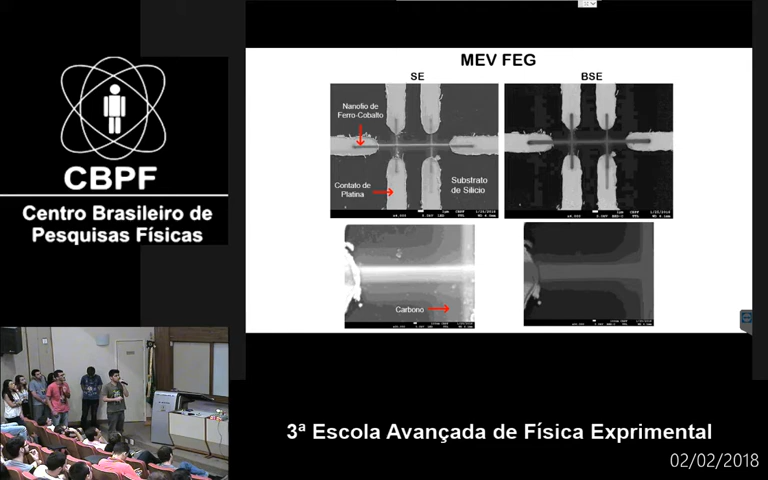 CBPF
Centro Brasileiro de
Pesquisas Físicas
MEV FEG
SE
BSE
Nanofio de
Ferro-Cobalto
Contato de
Platina
Substrato
de Silício
Carbono
3ª Escola Avançada de Física Exprimental
02/02/2018